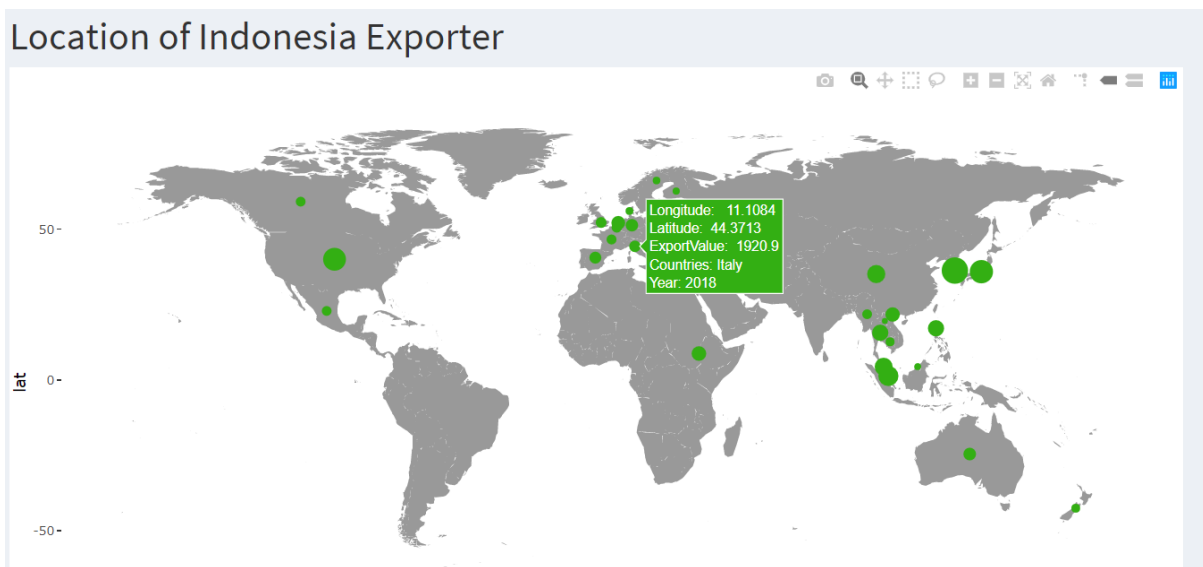 Location of Indonesia Exporter
Longitude: 11.1084
Latitude: 44.3713
ExportValue: 1920.9
Countries: Italy
Year: 2018
50-
lat
0-
-50-